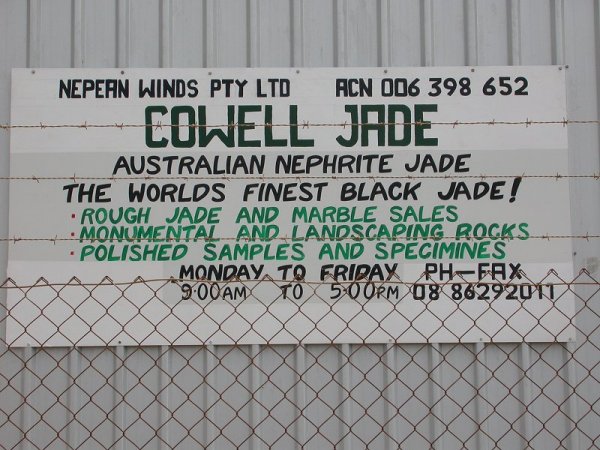 NEPEAN WINDS PTY LTD ACN 006 398 652
COWELL JADE
AUSTRALIAN NEPHRITE JADE
THE WORLDS FINEST BLACK JADE!
• ROUGH JADE AND MARBLE SALES
• MONUMENTAL AND LANDSCAPING ROCKS
• POLISHED SAMPLES AND SPECIMINES
MONDAY TO FRIDAY PH-FAX
9:00AM TO 5:00PM 08 86292011